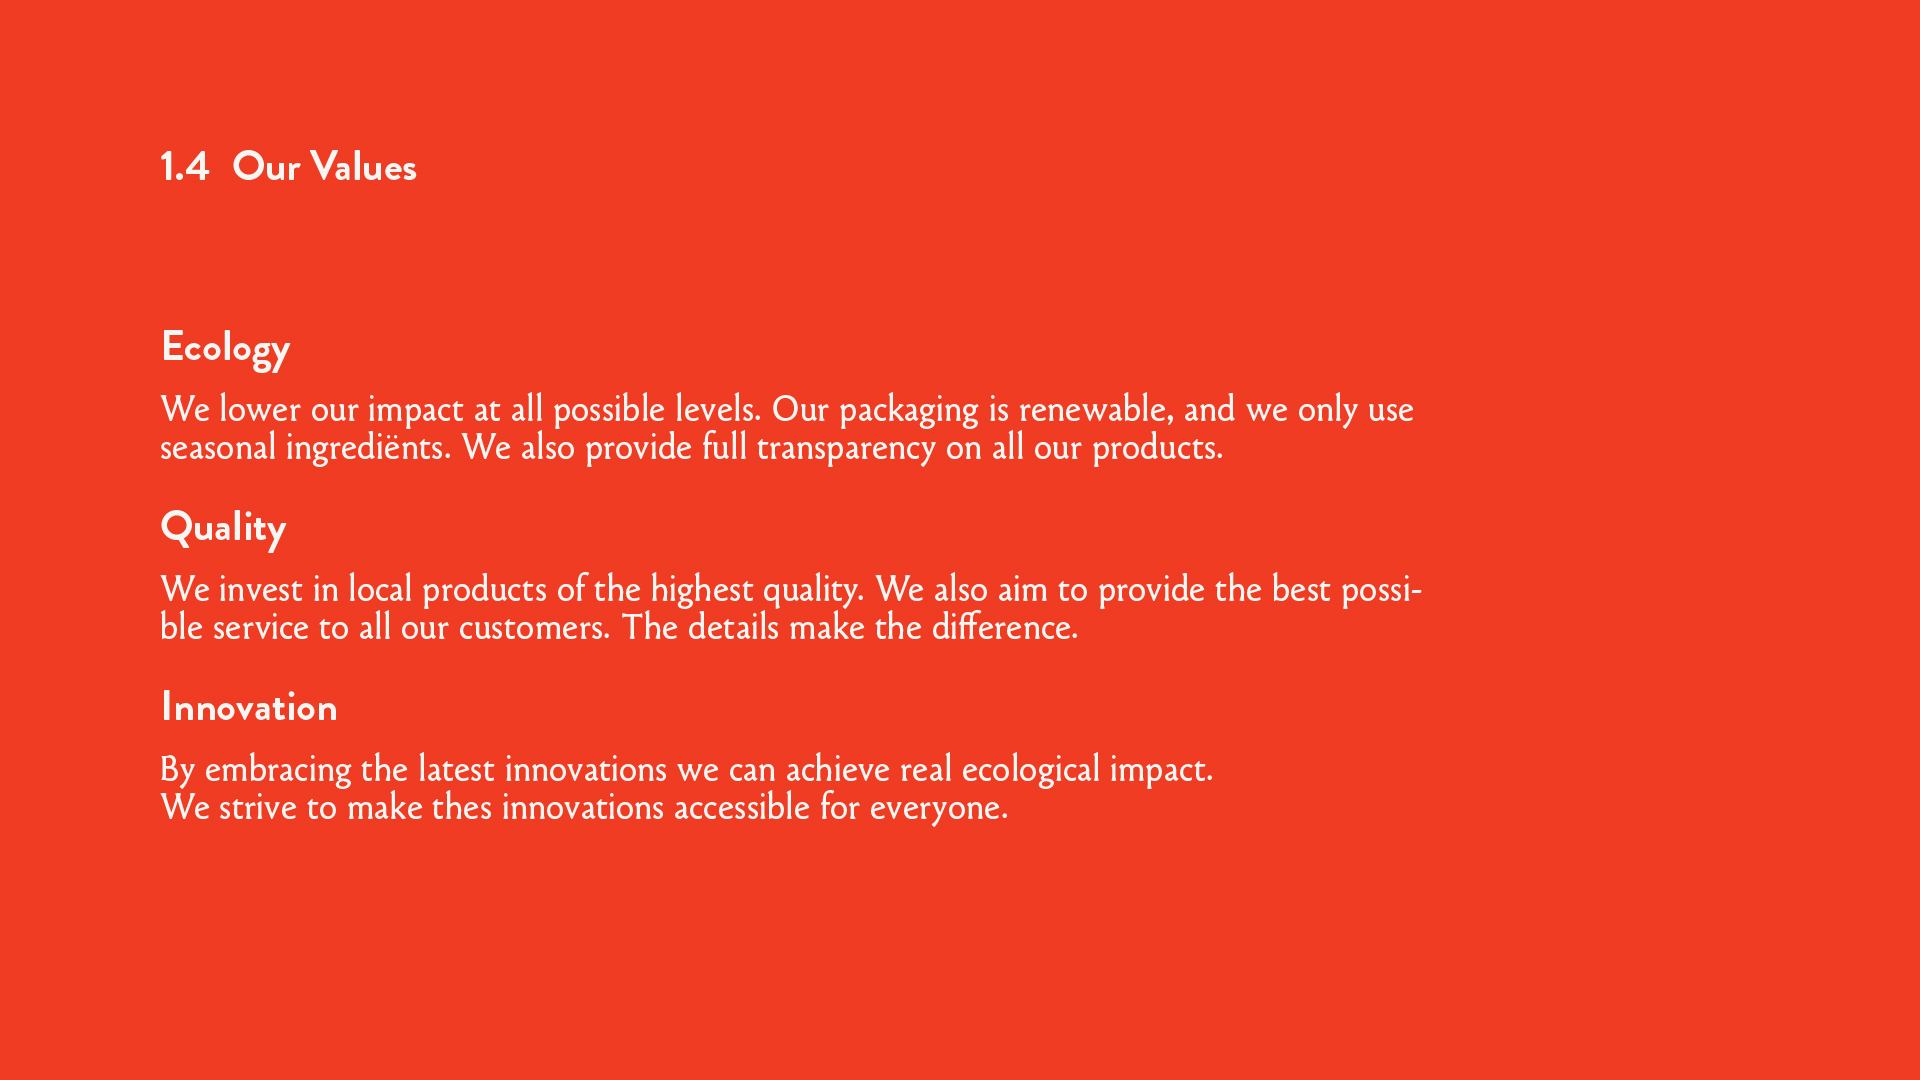 1.4 Our Values
Ecology
We lower our impact at all possible levels. Our packaging is renewable, and we only use
seasonal ingrediënts. We also provide full transparency on all our products.
Quality
We invest in local products of the highest quality. We also aim to provide the best possi-
ble service to all our customers. The details make the difference.
Innovation
By embracing the latest innovations we can achieve real ecological impact.
We strive to make thes innovations accessible for everyone.